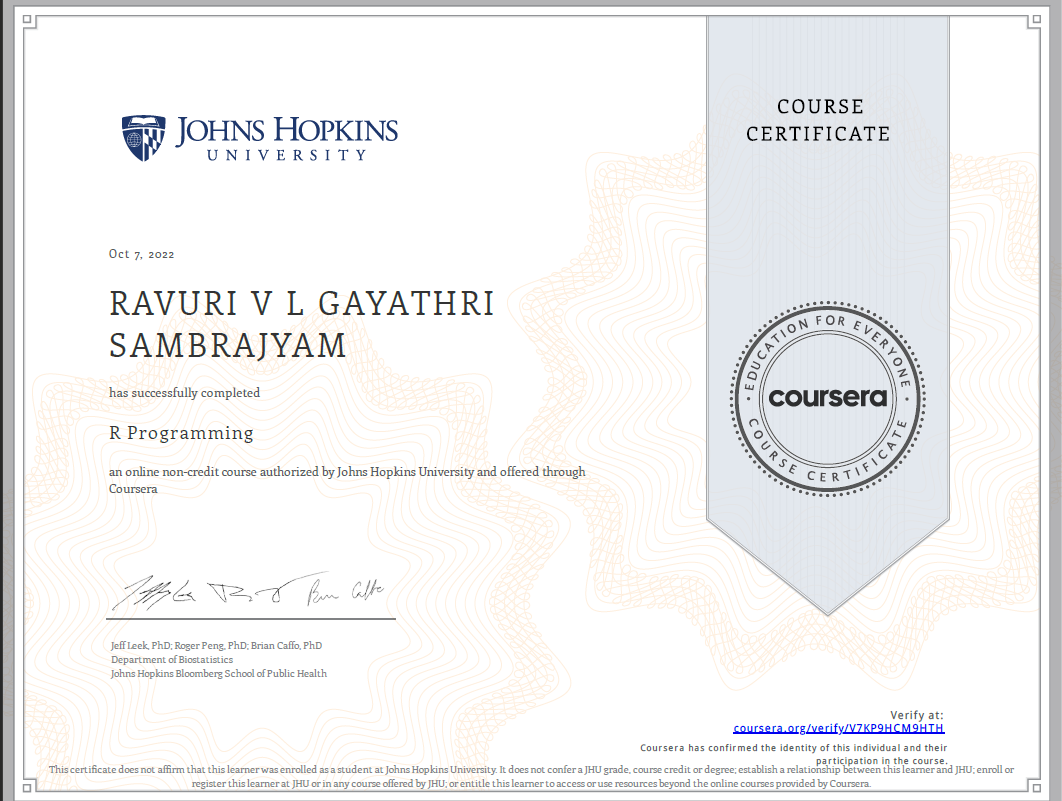 JOHNS HOPKINS
UNIVERSITY
COURSE
CERTIFICATE
Oct 7, 2022
RAVURI V L GAYATHRI
SAMBRAJYAM
has successfully completed
R Programming
an online non-credit course authorized by Johns Hopkins University and offered through
Coursera
EDUCATION FOR EVERYONE
coursera
COURSE CERTIFICATE
Jeff Leek, PhD; Roger Peng, PhD; Brian Caffo, PhD
Department of Biostatistics
Johns Hopkins Bloomberg School of Public Health
Verify at:
coursera.org/verify/V7KP9HCM9HTH
Coursera has confirmed the identity of this individual and their
participation in the course.
This certificate does not affirm that this learner was enrolled as a student at Johns Hopkins University. It does not confer a JHU grade, course credit or degree; establish a relationship between this learner and JHU; enroll or
register this learner at JHU or in any course offered by JHU; or entitle this learner to access or use resources beyond the online courses provided by Coursera.